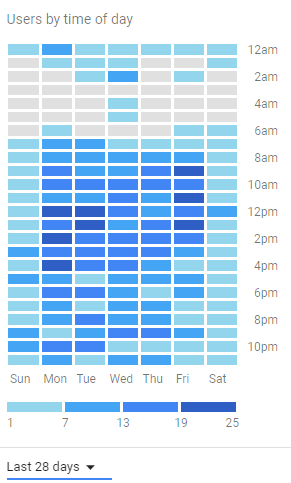 Users by time of day
12am
2am
4am
6am
8am
10am
12pm
2pm
4pm
6pm
8pm
10pm
Sun Mon Tue Wed Thu Fri Sat
1 7 13 19 25
Last 28 days